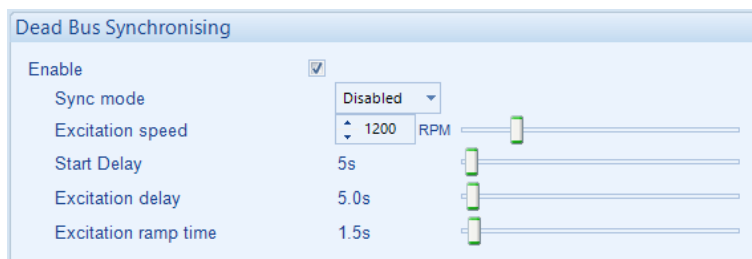 Dead Bus Synchronising
Enable
Sync mode Disabled
Excitation speed 1200 RPM
Start Delay 5s
Excitation delay 5.0s
Excitation ramp time 1.5s